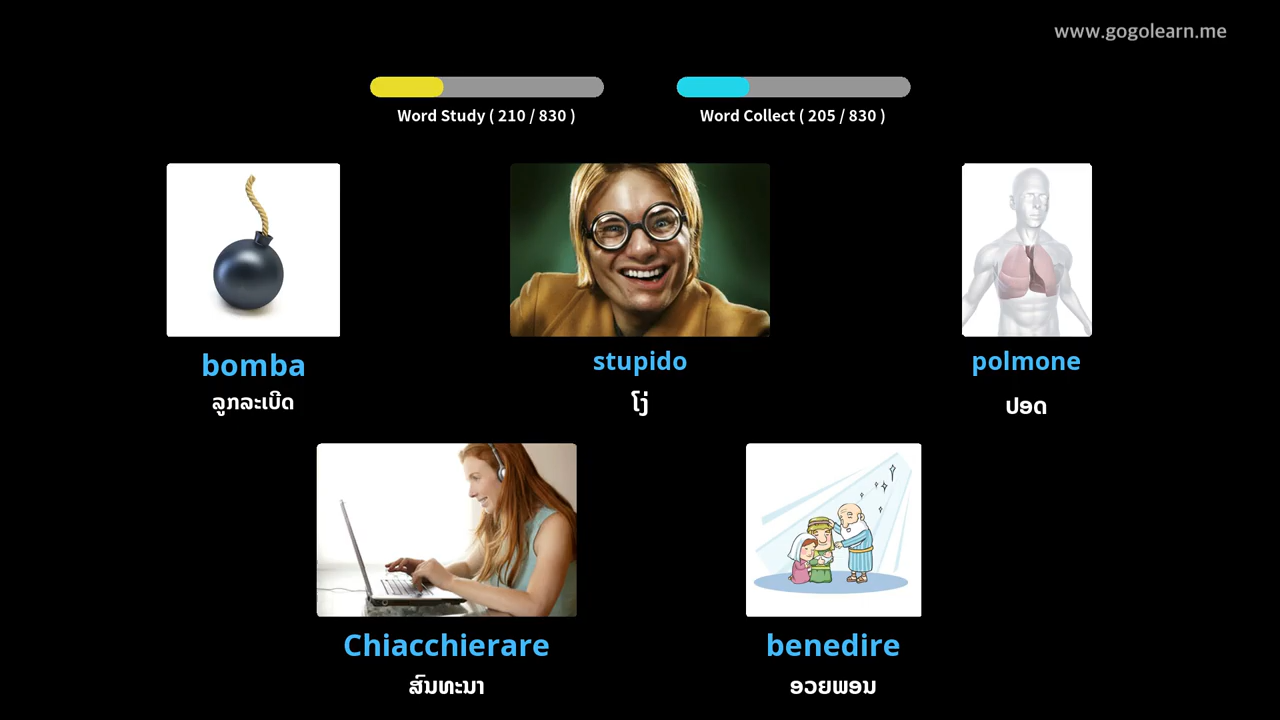 www.gogolearn.me
Word Study ( 210 / 830 )
Word Collect ( 205 / 830 )
bomba
ລູກລະເບີດ
stupido
ໂງ່
polmone
ປອດ
Chiacchierare
ສົນທະນາ
benedire
ອວຍພອນ